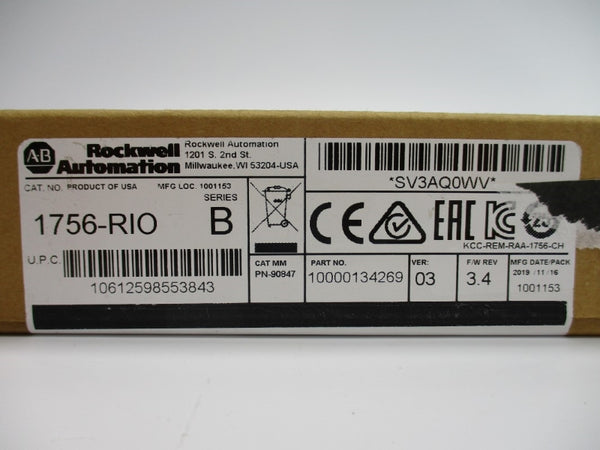 AB
Rockwell
Automation
Rockwell Automation
1201 S. 2nd St.
Millwaukee, WI 53204-USA
*SV3AQ0WV*
CAT. NO. PRODUCT OF USA MFG LOC. 1001153
SERIES
1756-RIO B
CE
EAC
KC
KCC-REM-RAA-1756-CH
U.P.C.
10612598553843
CAT MM
PN-90947
PART NO.
10000134269
VER:
03
F/W REV
3.4
MFG DATE/PACK
2019 /11/16
1001153